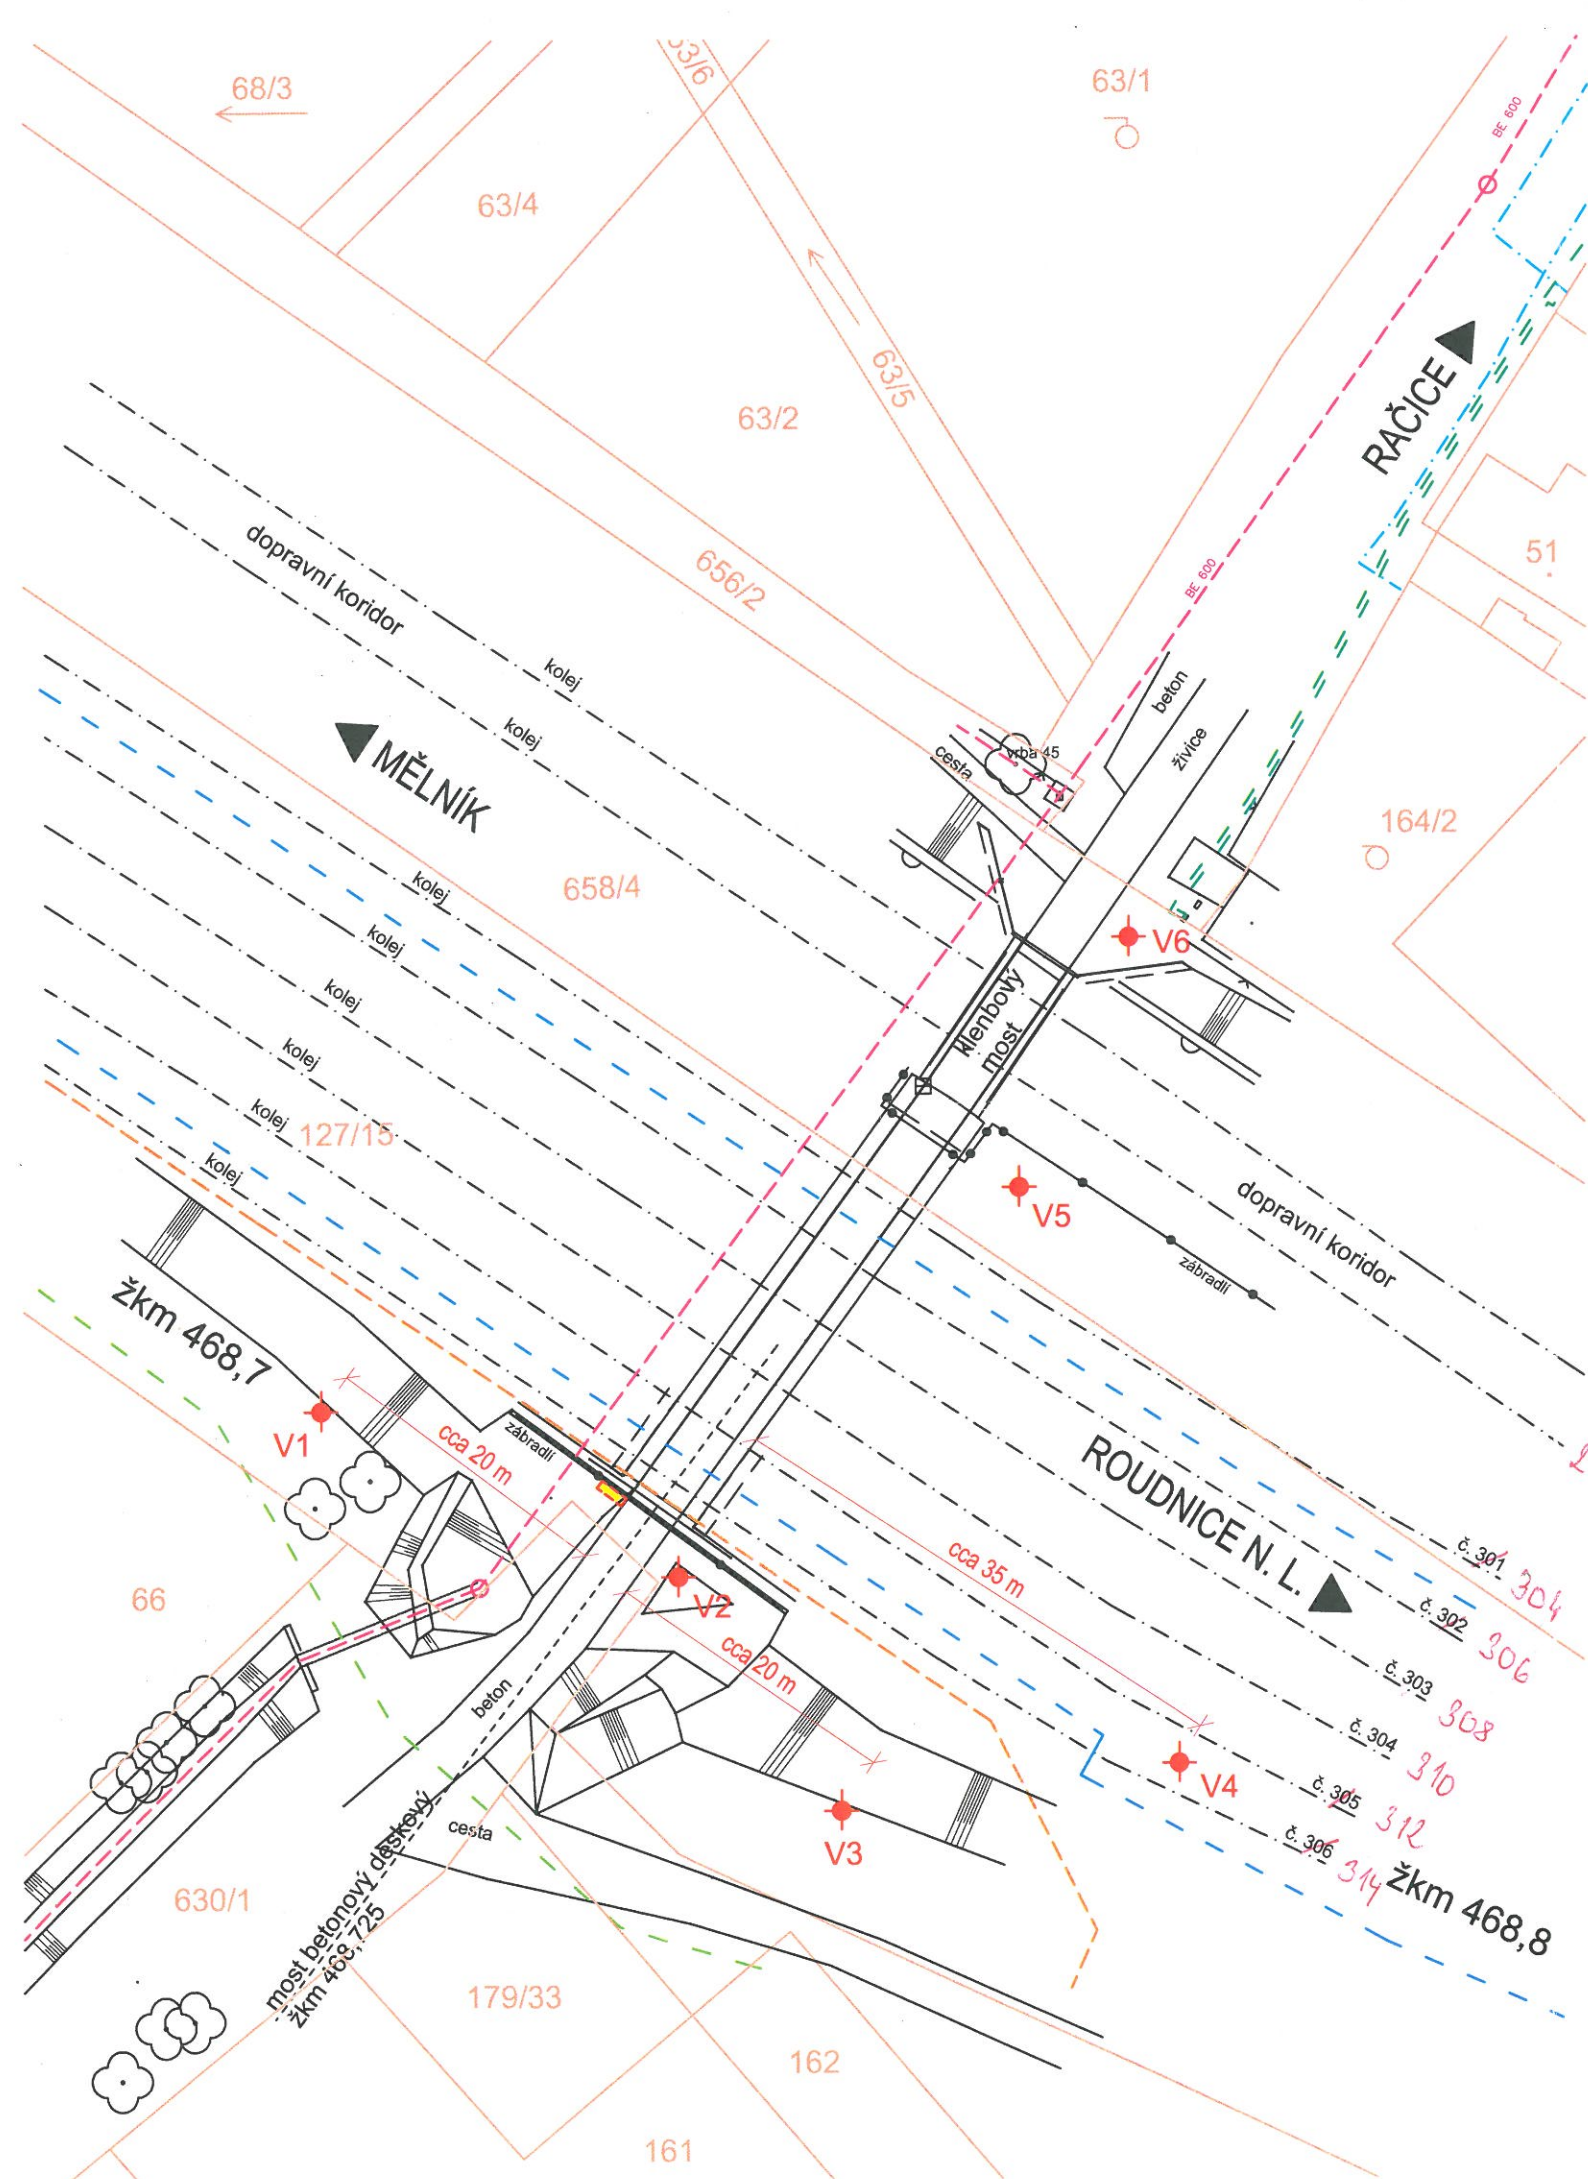 68/3
53/6
63/1
BE 600
63/4
RAČICE
63/5
63/2
51
dopravní koridor
656/2
BE 600
kolej
kolej
beton
živice
vrba 45
cesta
MĚLNÍK
164/2
kolej
658/4
kolej
V6
kolej
klenbový
most
kolej
kolej
127/15
kolej
V5
dopravní koridor
zábradlí
žkm 468,7
V1
cca 20 m
zábradlí
ROUDNICE N. L.
cca 35 m
č. 301
304
č. 302
306
66
V2
cca 20 m
č. 303
308
beton
č. 304
310
V4
č. 305
312
cesta
V3
č. 306
314
žkm 468,8
630/1
most betonový deskový
žkm 468,725
179/33
162
161